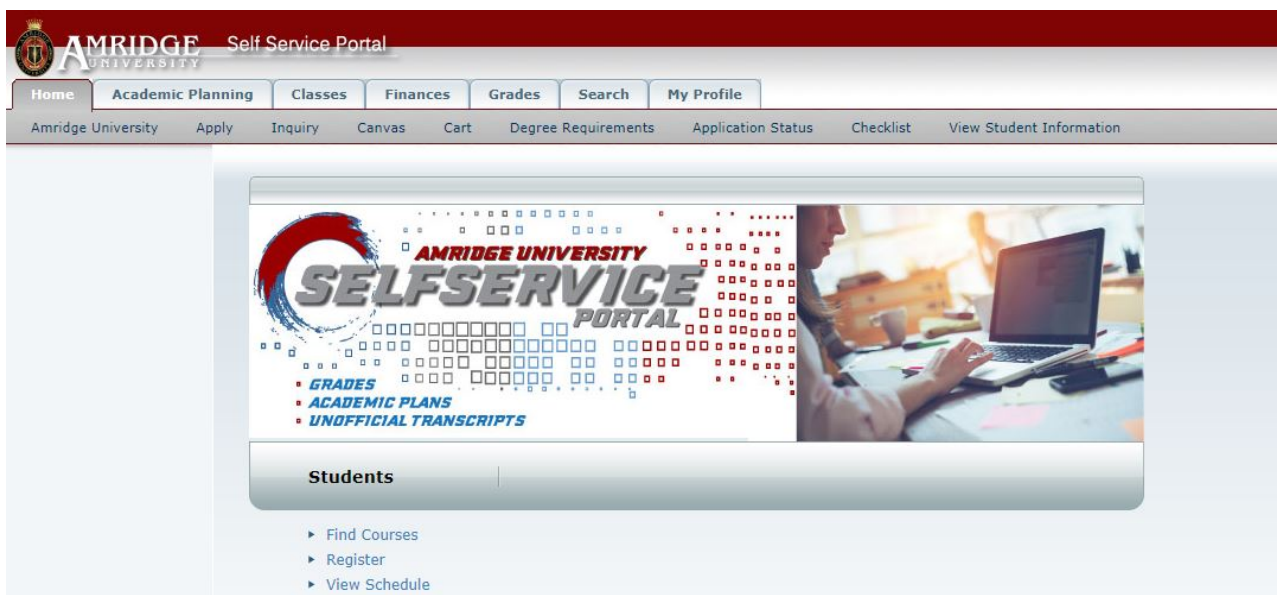 AMRIDGE Self Service Portal
UNIVERSITY
Home Academic Planning Classes Finances Grades Search My Profile
Amridge University Apply Inquiry Canvas Cart Degree Requirements Application Status Checklist View Student Information
AMRIDGE UNIVERSITY
SELFSERVICE
PORTAL
GRADES
ACADEMIC PLANS
UNOFFICIAL TRANSCRIPTS
Students
Find Courses
Register
View Schedule